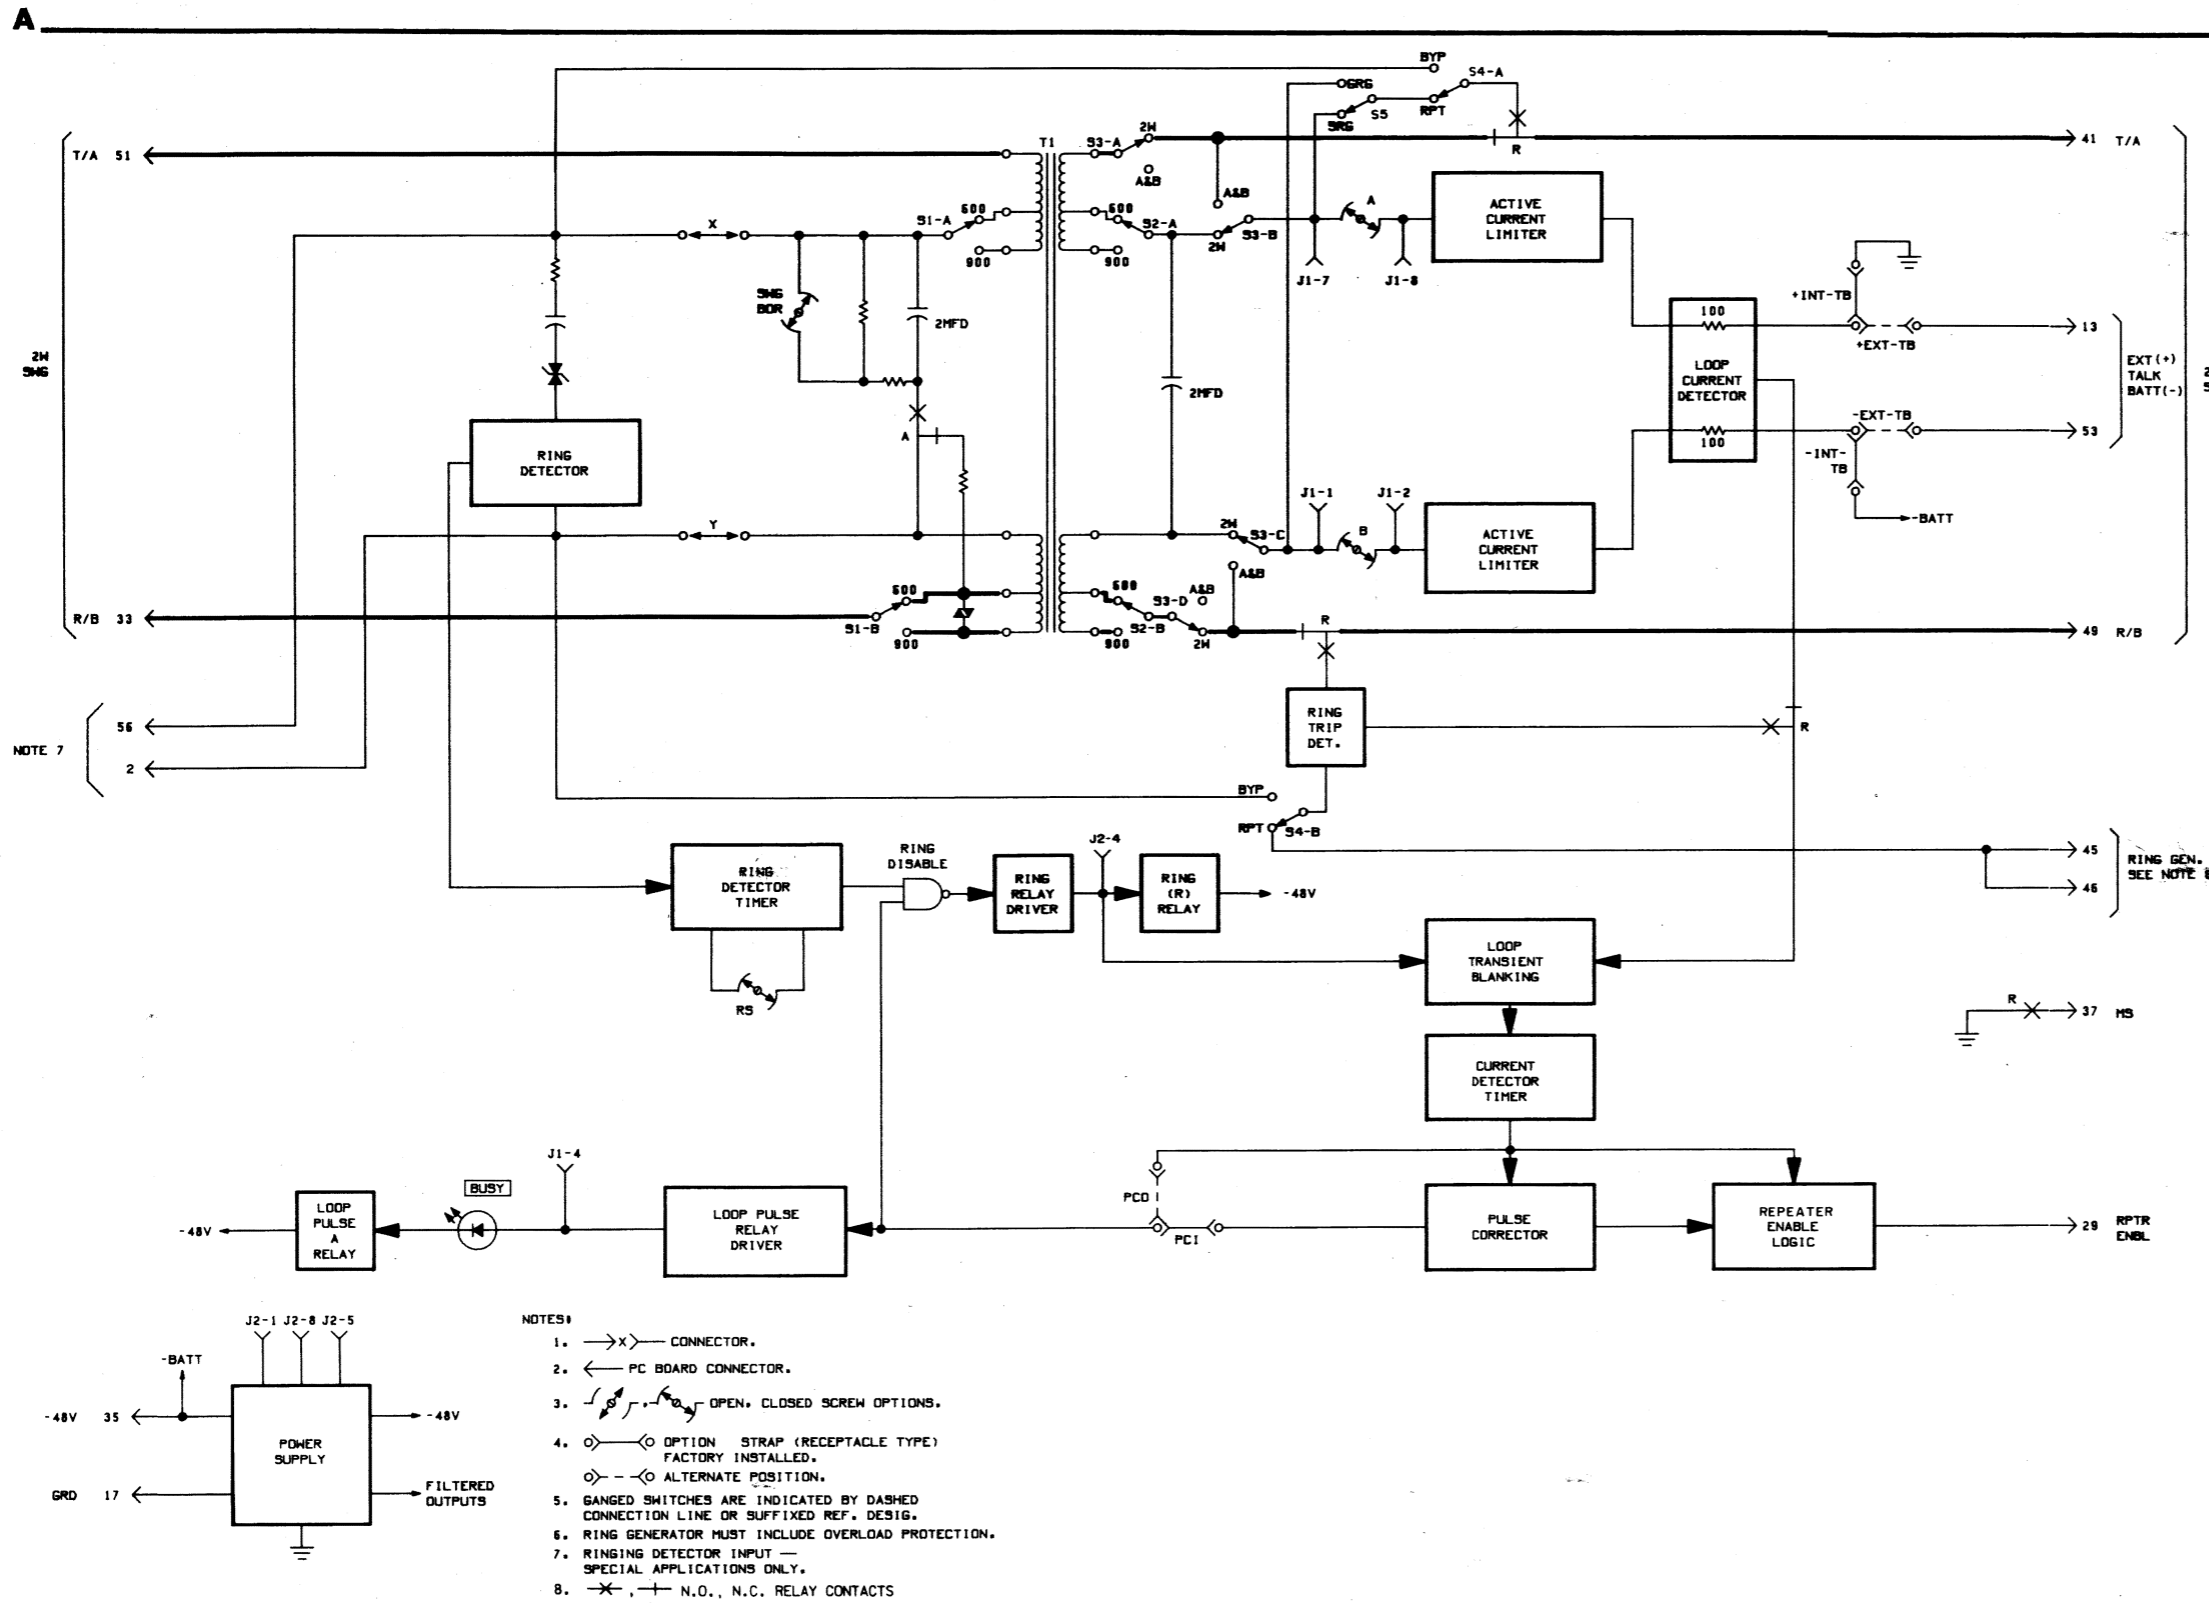 A
BYP
GRG
S4-A
S5
RPT
SRG
2W
T1
S3-A
T/A 51
41 T/A
R
A&B
A&B
A
ACTIVE
CURRENT
LIMITER
600
600
X
S1-A
S2-A
S3-B
2W
900
900
J1-7
J1-8
SWG
BOR
2MFD
+INT-TB
100
13
+EXT-TB
2W
SWG
LOOP
CURRENT
DETECTOR
EXT(+)
TALK
BATT(-)
2MFD
-EXT-TB
A
100
53
RING
DETECTOR
-INT-
TB
J1-1
J1-2
-BATT
Y
2W
S3-C
B
ACTIVE
CURRENT
LIMITER
A&B
600
600
A&B
S3-D
R/B 33
S1-B
S2-B
R
49 R/B
900
900
2W
RING
TRIP
DET.
R
56
NOTE 7
2
BYP
RPT
S4-B
J2-4
RING
DISABLE
45
RING GEN.
SEE NOTE
46
RING
DETECTOR
TIMER
RING
RELAY
DRIVER
RING
(R)
RELAY
-48V
LOOP
TRANSIENT
BLANKING
RS
R
37 MS
CURRENT
DETECTOR
TIMER
J1-4
BUSY
LOOP
PULSE
A
RELAY
-48V
LOOP PULSE
RELAY
DRIVER
PCO
PCI
PULSE
CORRECTOR
REPEATER
ENABLE
LOGIC
29 RPTR
ENBL
J2-1 J2-8 J2-5
-BATT
-48V 35
-48V
POWER
SUPPLY
GRD 17
FILTERED
OUTPUTS
NOTES:
1. X CONNECTOR.
2. PC BOARD CONNECTOR.
3. , OPEN. CLOSED SCREW OPTIONS.
4. OPTION STRAP (RECEPTACLE TYPE)
FACTORY INSTALLED.
ALTERNATE POSITION.
5. GANGED SWITCHES ARE INDICATED BY DASHED
CONNECTION LINE OR SUFFIXED REF. DESIG.
6. RING GENERATOR MUST INCLUDE OVERLOAD PROTECTION.
7. RINGING DETECTOR INPUT —
SPECIAL APPLICATIONS ONLY.
8. , N.O., N.C. RELAY CONTACTS